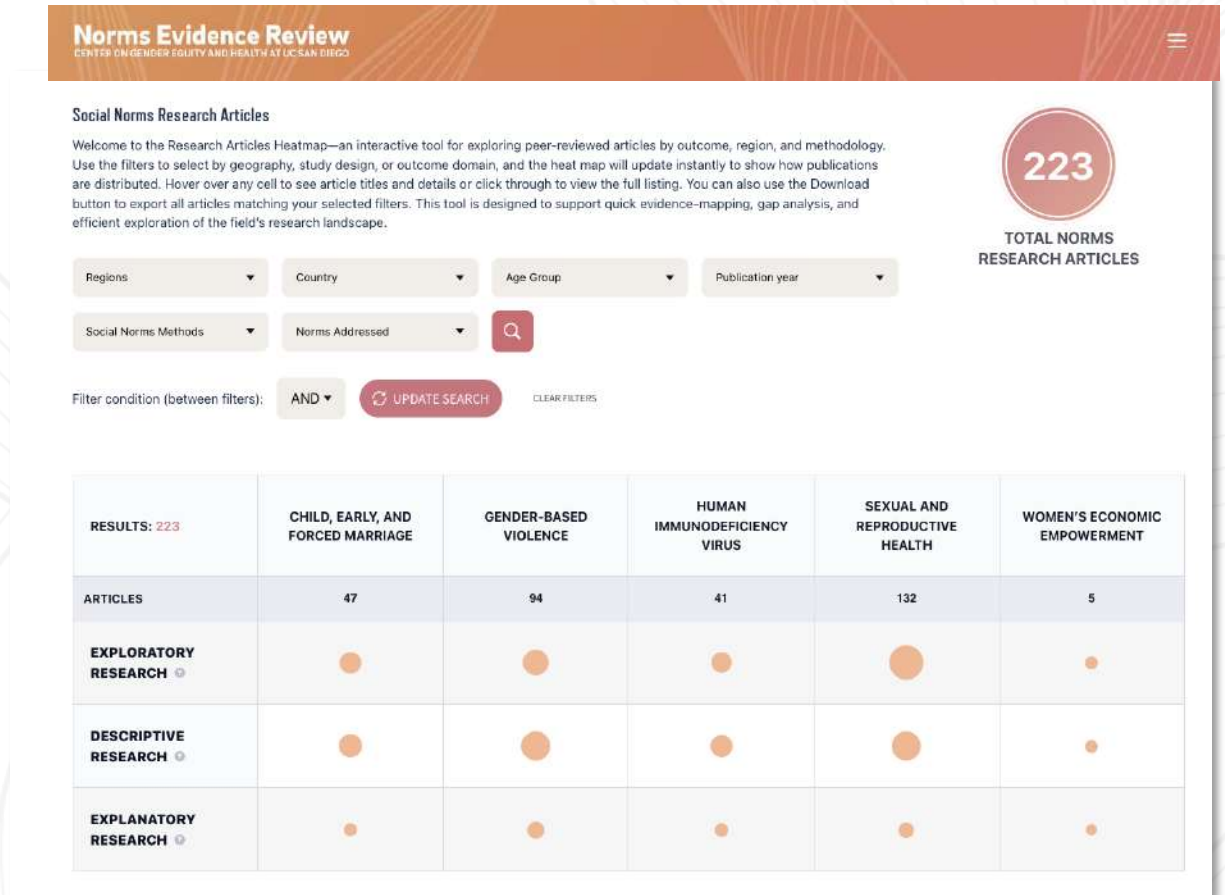 Norms Evidence Review
CENTER ON GENDER EQUITY AND HEALTH AT UC SAN DIEGO
Social Norms Research Articles
Welcome to the Research Articles Heatmap—an interactive tool for exploring peer-reviewed articles by outcome, region, and methodology.
Use the filters to select by geography, study design, or outcome domain, and the heat map will update instantly to show how publications
are distributed. Hover over any cell to see article titles and details or click through to view the full listing. You can also use the Download
button to export all articles matching your selected filters. This tool is designed to support quick evidence-mapping, gap analysis, and
efficient exploration of the field's research landscape.
223
TOTAL NORMS
RESEARCH ARTICLES
Regions
Country
Age Group
Publication year
Social Norms Methods
Norms Addressed
Filter condition (between filters):
AND
UPDATE SEARCH
CLEAR FILTERS
RESULTS: 223
CHILD, EARLY, AND
FORCED MARRIAGE
GENDER-BASED
VIOLENCE
HUMAN
IMMUNODEFICIENCY
VIRUS
SEXUAL AND
REPRODUCTIVE
HEALTH
WOMEN'S ECONOMIC
EMPOWERMENT
ARTICLES
47
94
41
132
5
EXPLORATORY
RESEARCH
DESCRIPTIVE
RESEARCH
EXPLANATORY
RESEARCH